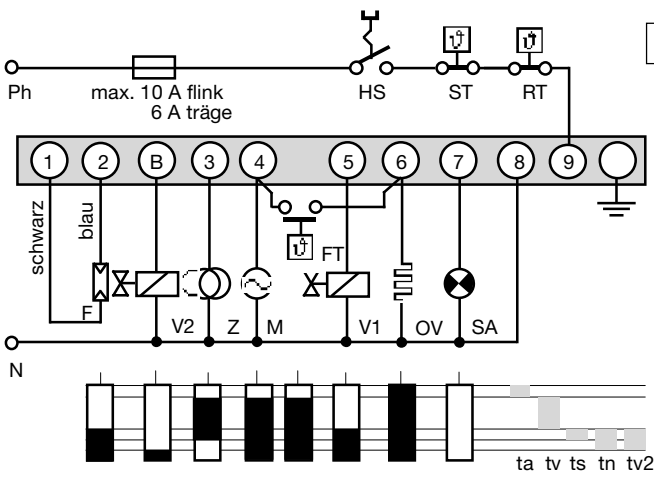 ϑ ϑ
Ph max. 10 A flink HS ST RT
6 A träge
1 2 B 3 4 5 6 7 8 9
schwarz blau ϑ FT
F V2 Z M V1 OV SA
N
ta tv ts tn tv2